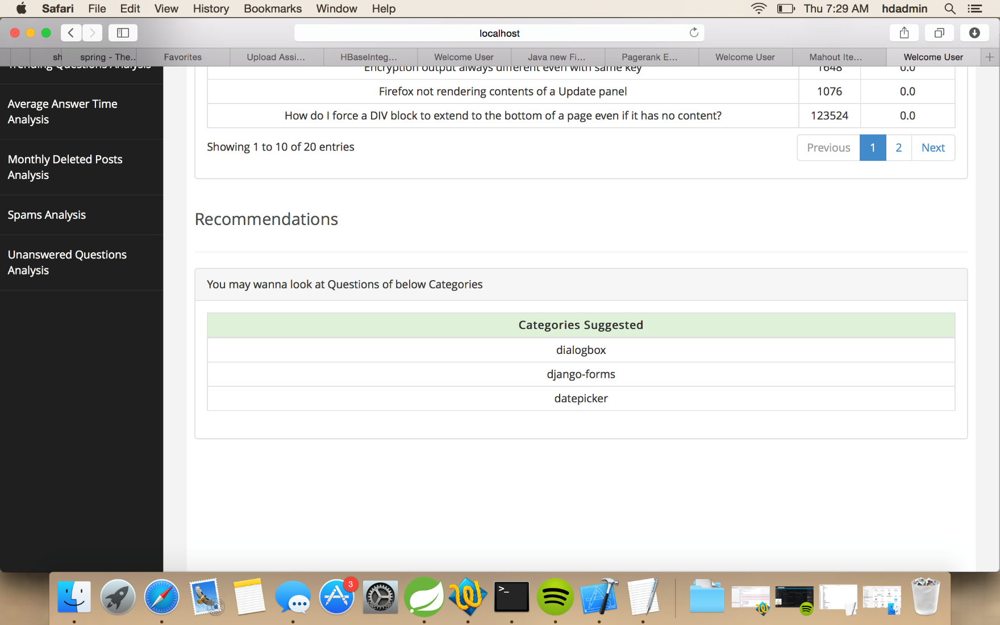 Safari File Edit View History Bookmarks Window Help Thu 7:29 AM hdadmin
localhost
sh spring - The.. Favorites Upload Assi... HBaseInteg... Welcome User Java new Fi... Pagerank E... Welcome User Mahout Ite... Welcome User
Trending Questions Analysis
Average Answer Time
Analysis
Monthly Deleted Posts
Analysis
Spams Analysis
Unanswered Questions
Analysis
Encryption output always different even with same key 1648 0.0
Firefox not rendering contents of a Update panel 1076 0.0
How do I force a DIV block to extend to the bottom of a page even if it has no content? 123524 0.0
Showing 1 to 10 of 20 entries Previous 1 2 Next
Recommendations
You may wanna look at Questions of below Categories
Categories Suggested
dialogbox
django-forms
datepicker
3
>_